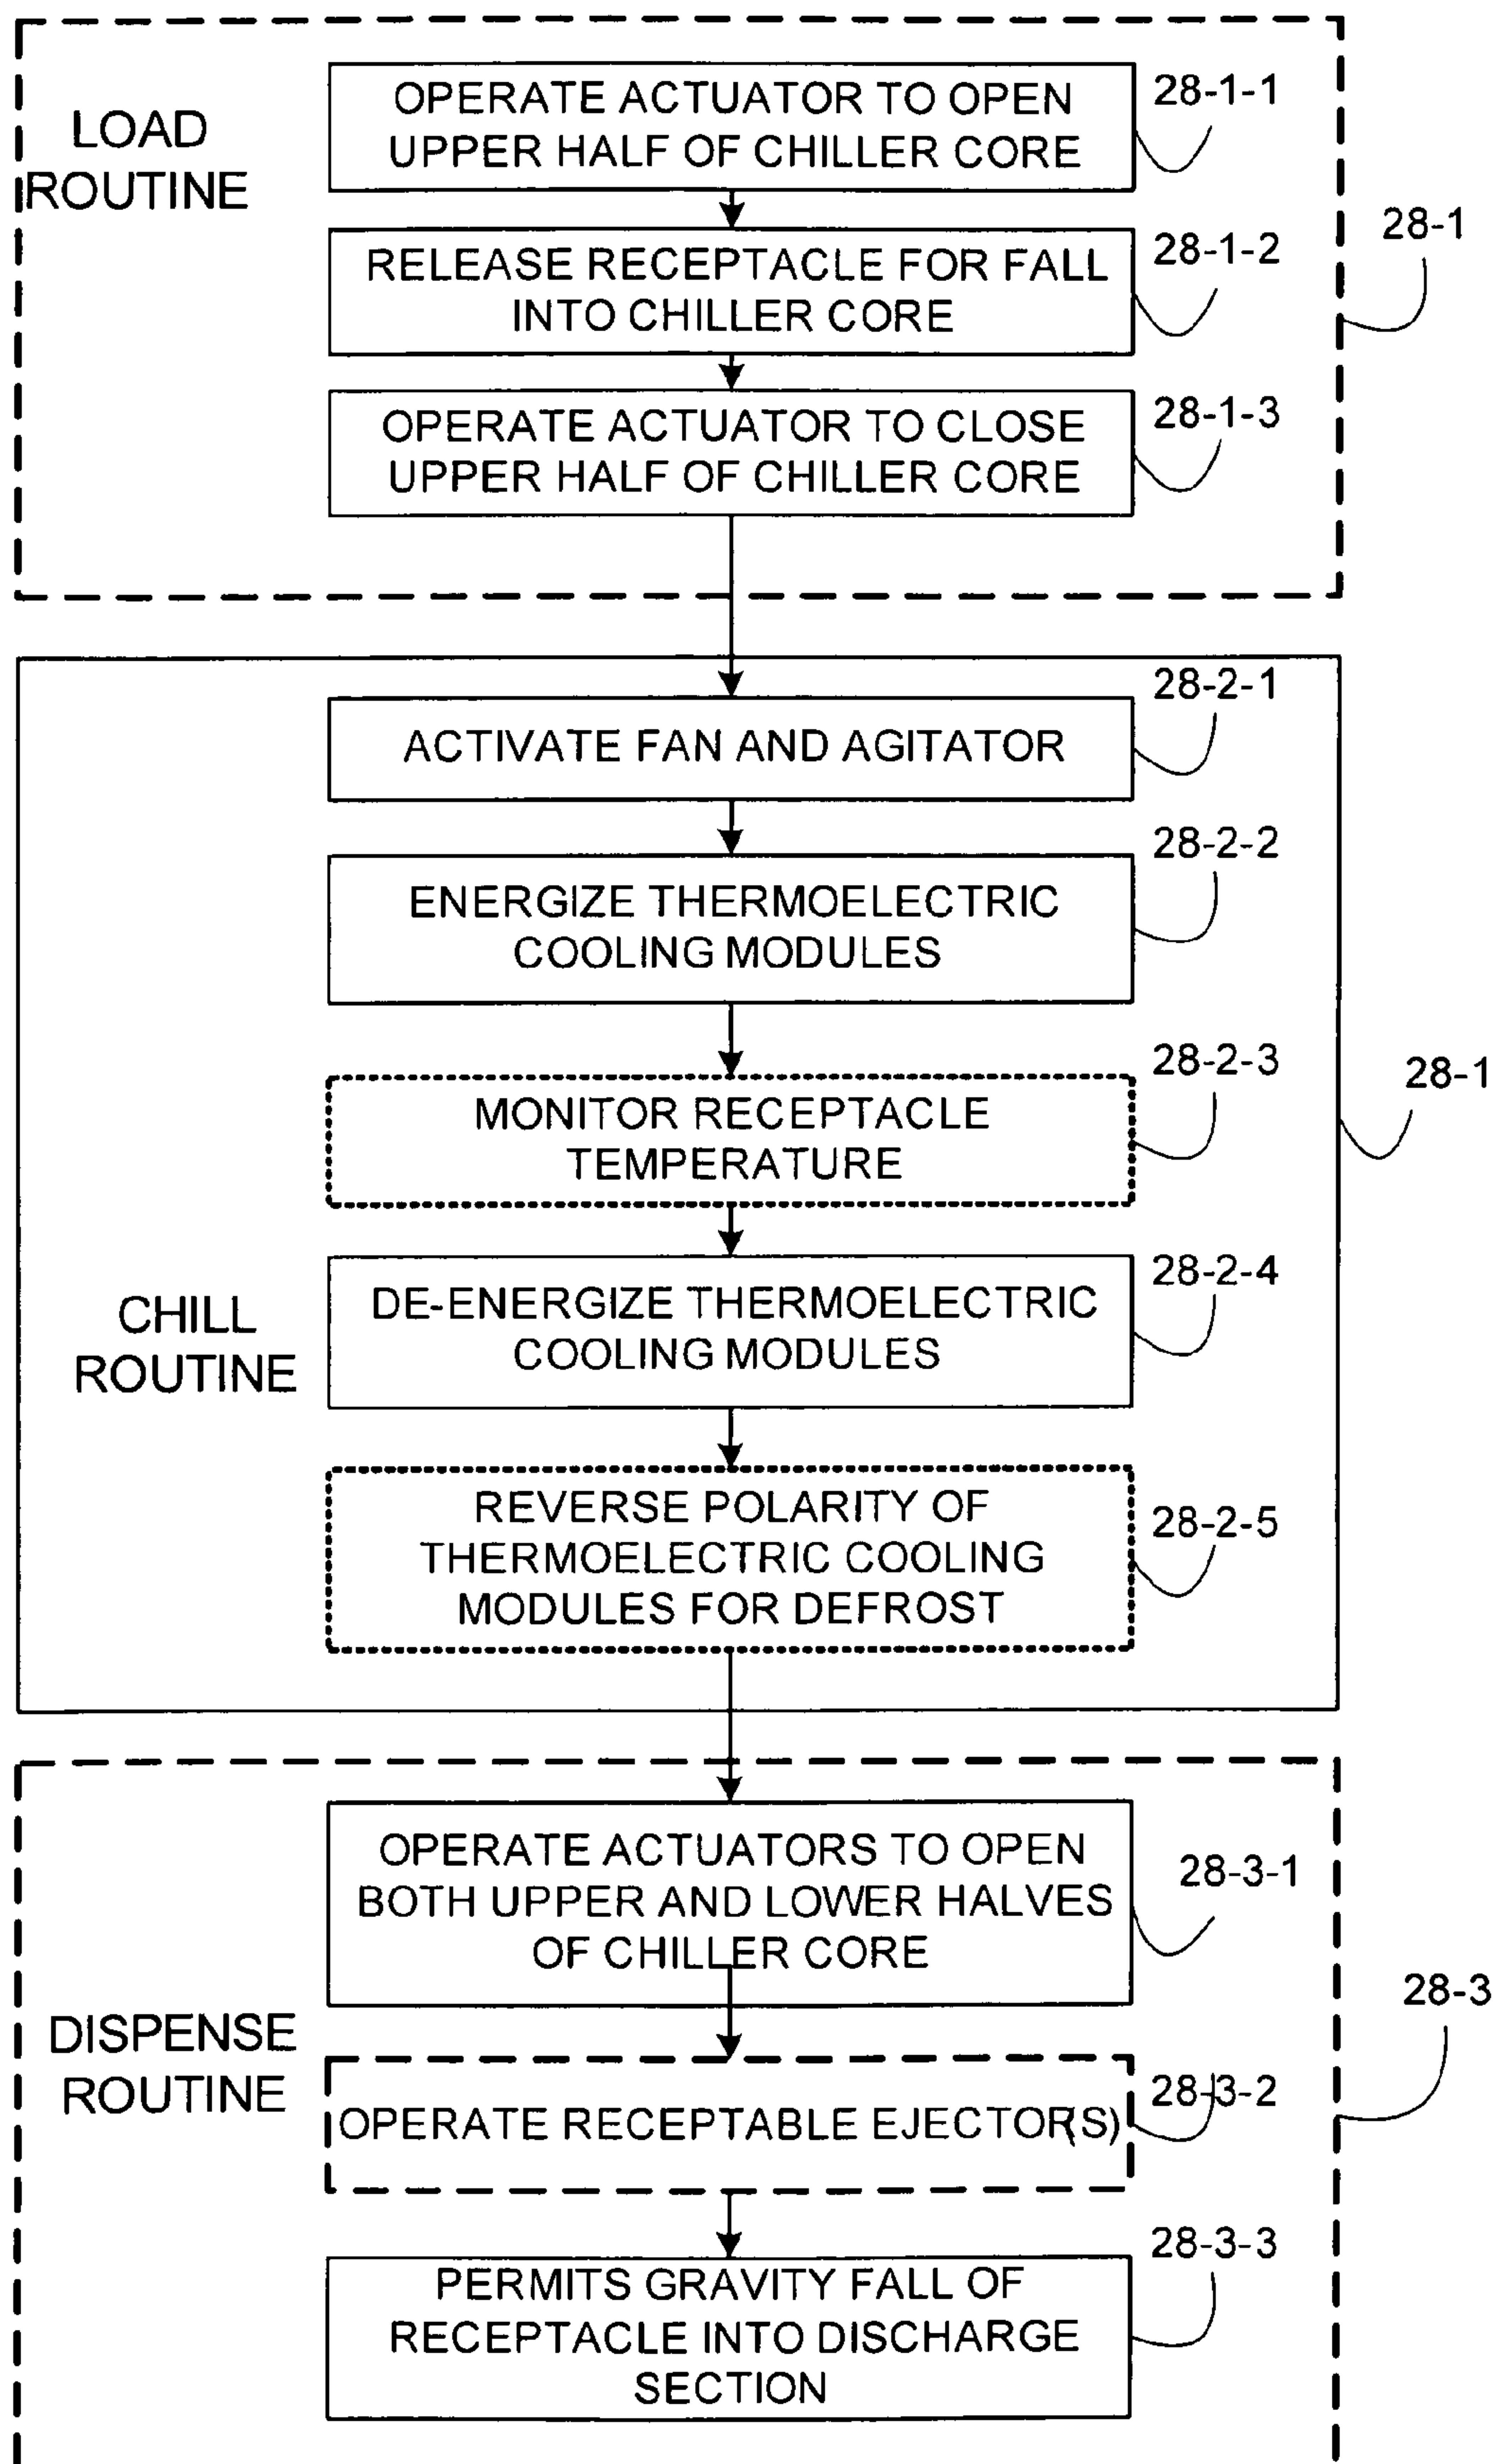 LOAD
ROUTINE
OPERATE ACTUATOR TO OPEN
UPPER HALF OF CHILLER CORE
28-1-1
RELEASE RECEPTACLE FOR FALL
INTO CHILLER CORE
28-1-2
28-1
OPERATE ACTUATOR TO CLOSE
UPPER HALF OF CHILLER CORE
28-1-3
ACTIVATE FAN AND AGITATOR
28-2-1
ENERGIZE THERMOELECTRIC
COOLING MODULES
28-2-2
MONITOR RECEPTACLE
TEMPERATURE
28-2-3
28-1
CHILL
ROUTINE
DE-ENERGIZE THERMOELECTRIC
COOLING MODULES
28-2-4
REVERSE POLARITY OF
THERMOELECTRIC COOLING
MODULES FOR DEFROST
28-2-5
OPERATE ACTUATORS TO OPEN
BOTH UPPER AND LOWER HALVES
OF CHILLER CORE
28-3-1
28-3
DISPENSE
ROUTINE
OPERATE RECEPTABLE EJECTOR(S)
28-3-2
PERMITS GRAVITY FALL OF
RECEPTACLE INTO DISCHARGE
SECTION
28-3-3